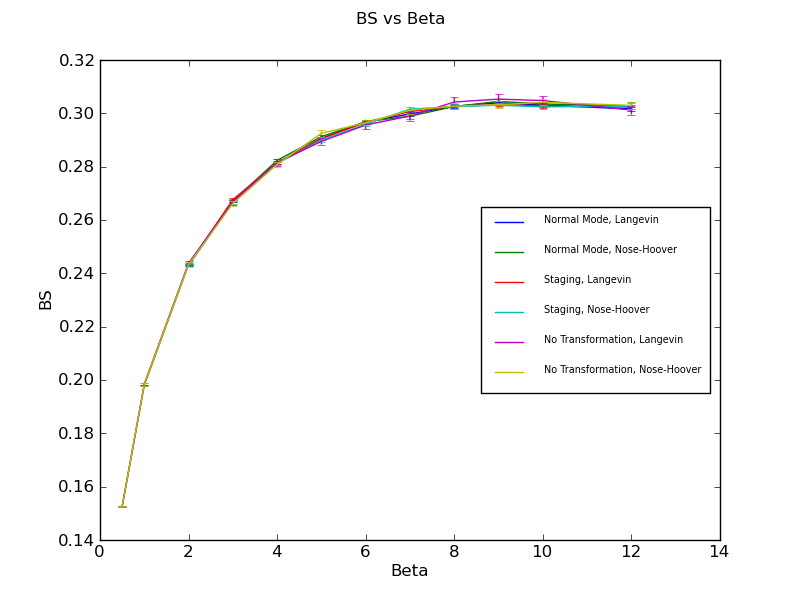 BS vs Beta
0.32
0.30
0.28
0.26
0.24
0.22
0.20
0.18
0.16
0.14
BS
Normal Mode, Langevin
Normal Mode, Nose-Hoover
Staging, Langevin
Staging, Nose-Hoover
No Transformation, Langevin
No Transformation, Nose-Hoover
0 2 4 6 8 10 12 14
Beta